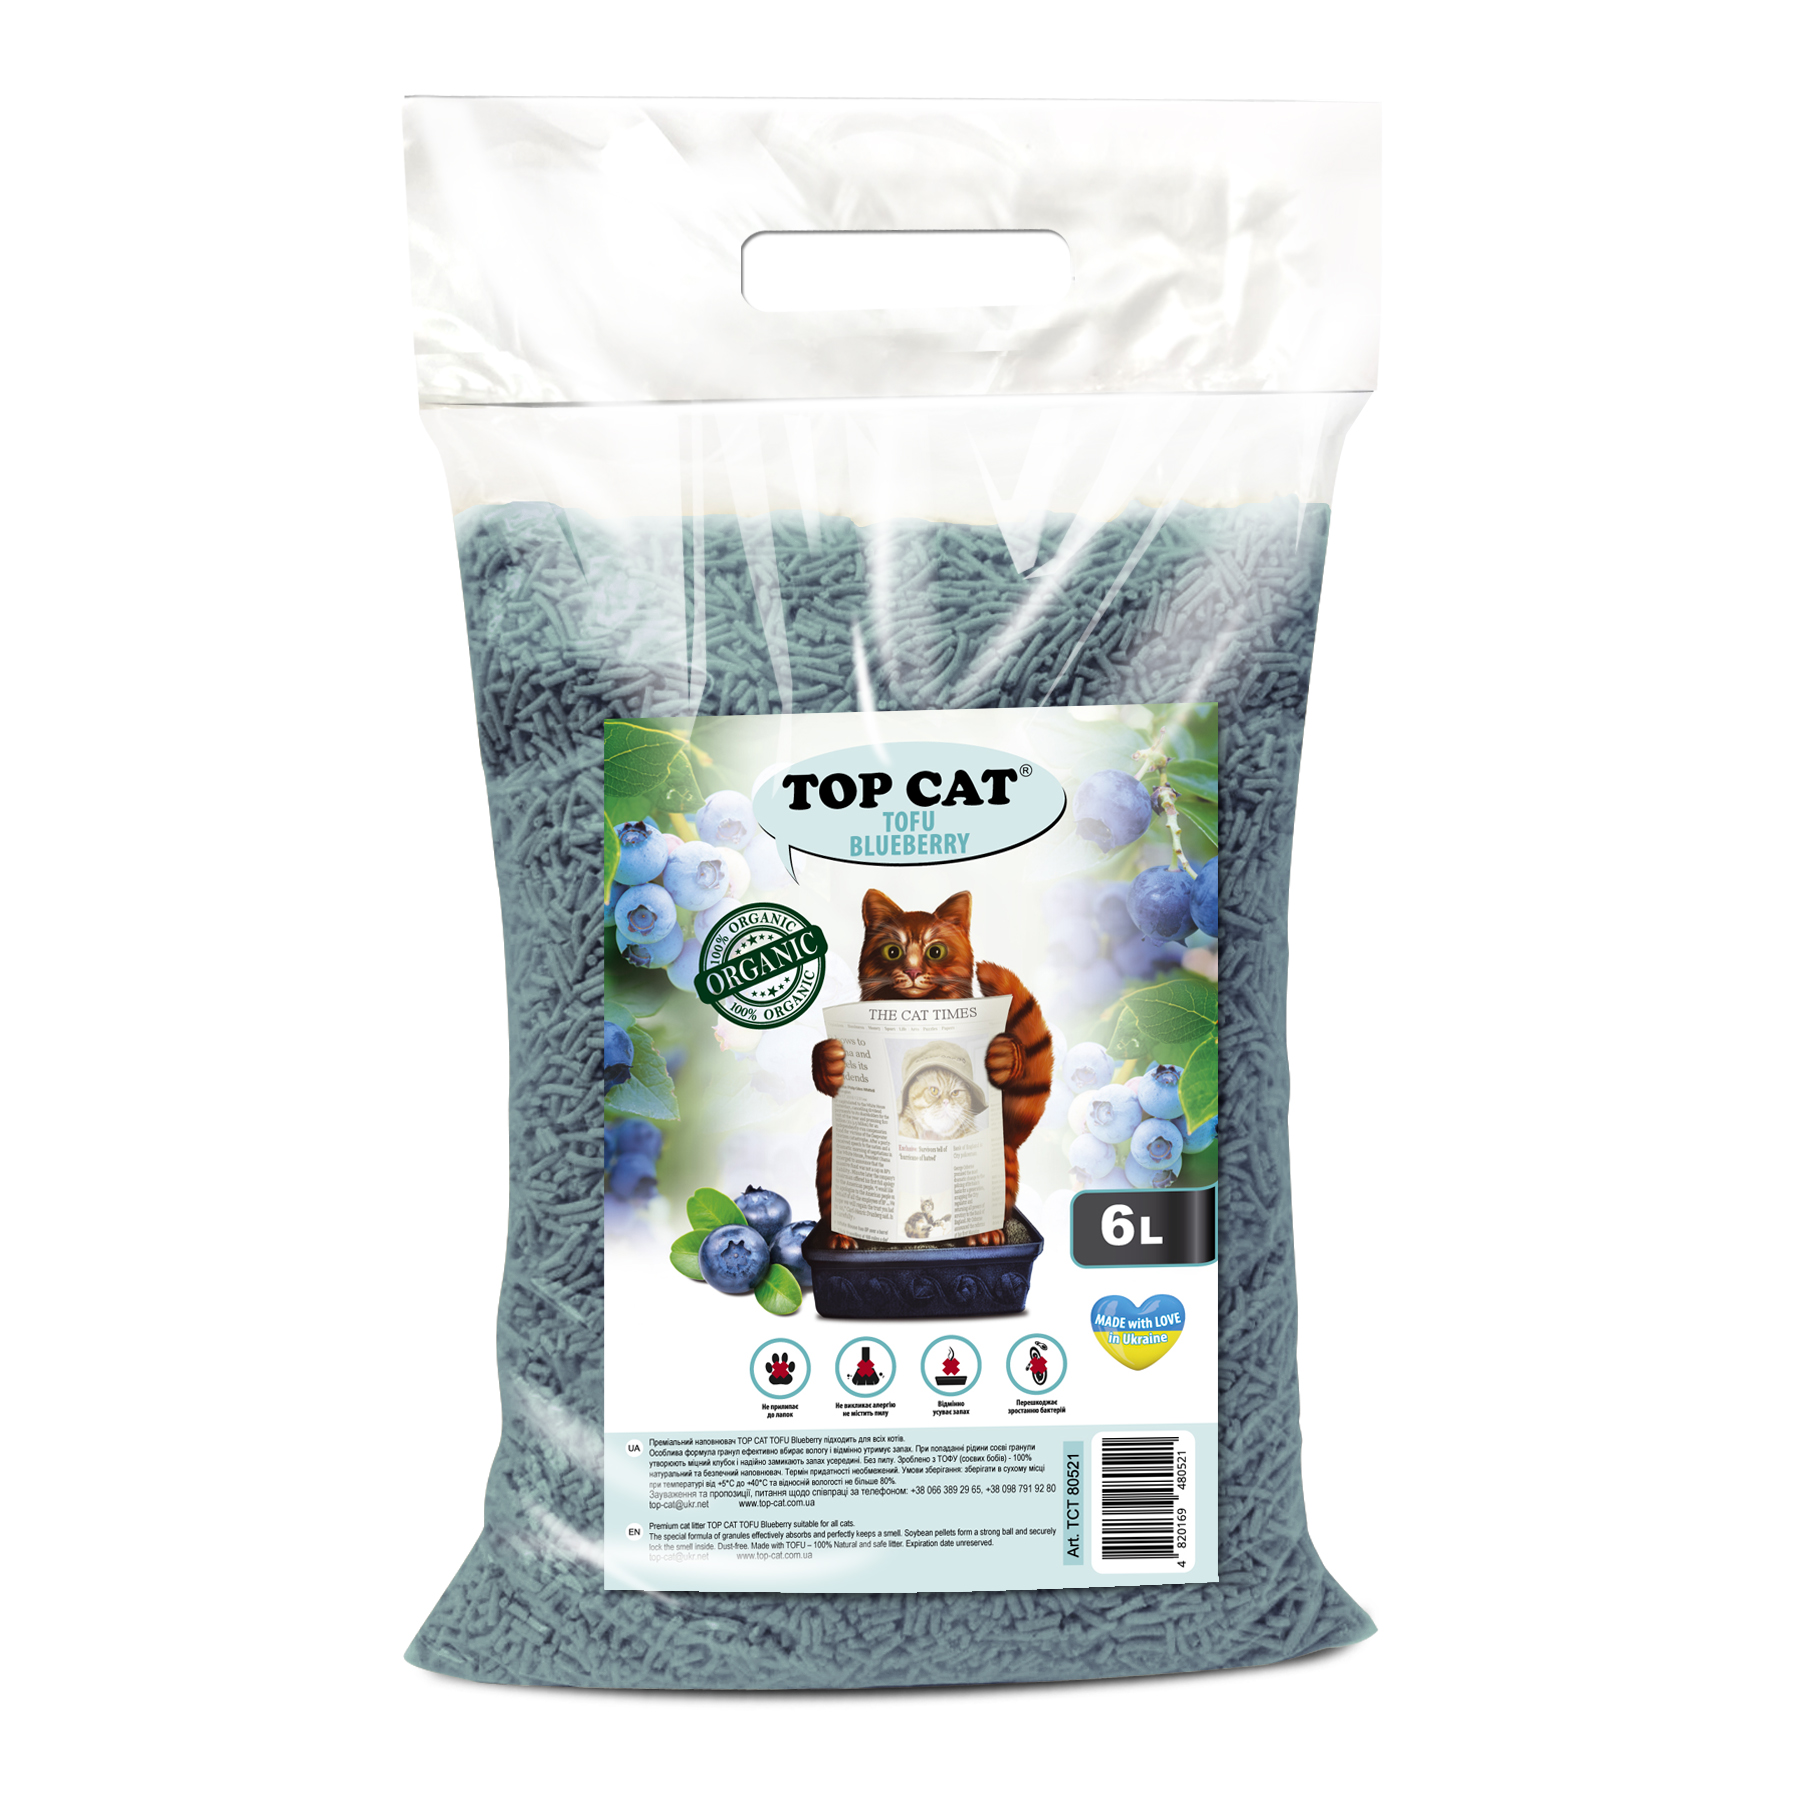 TOP CAT®
TOFU
BLUEBERRY
100% ORGANIC
ORGANIC
100% ORGANIC
THE CAT TIMES
6L
MADE with LOVE
in Ukraine
Не прилипає
до лапок
Не викликає алергію
не містить пилу
Відмінно
усуває запах
Перешкоджає
зростанню бактерій
UA
Преміальний наповнювач TOP CAT TOFU Blueberry підходить для всіх котів.
Особлива формула гранул ефективно вбирає вологу і відмінно утримує запах. При попаданні рідини соєві гранули
утворюють міцний клубок і надійно замикають запах усередині. Без пилу. Зроблено з ТОФУ (соєвих бобів) - 100%
натуральний та безпечний наповнювач. Термін придатності необмежений. Умови зберігання: зберігати в сухому місці
при температурі від +5°C до +40°C та відносній вологості не більше 80%.
Зауваження та пропозиції, питання щодо співпраці за телефоном: +38 066 389 29 65, +38 098 791 92 80
top-cat@ukr.net www.top-cat.com.ua
EN
Premium cat litter TOP CAT TOFU Blueberry suitable for all cats.
The special formula of granules effectively absorbs and perfectly keeps a smell. Soybean pellets form a strong ball and securely
lock the smell inside. Dust-free. Made with TOFU – 100% Natural and safe litter. Expiration date unreserved.
top-cat@ukr.net www.top-cat.com.ua
Art. TCT 80521
4 820169 480521